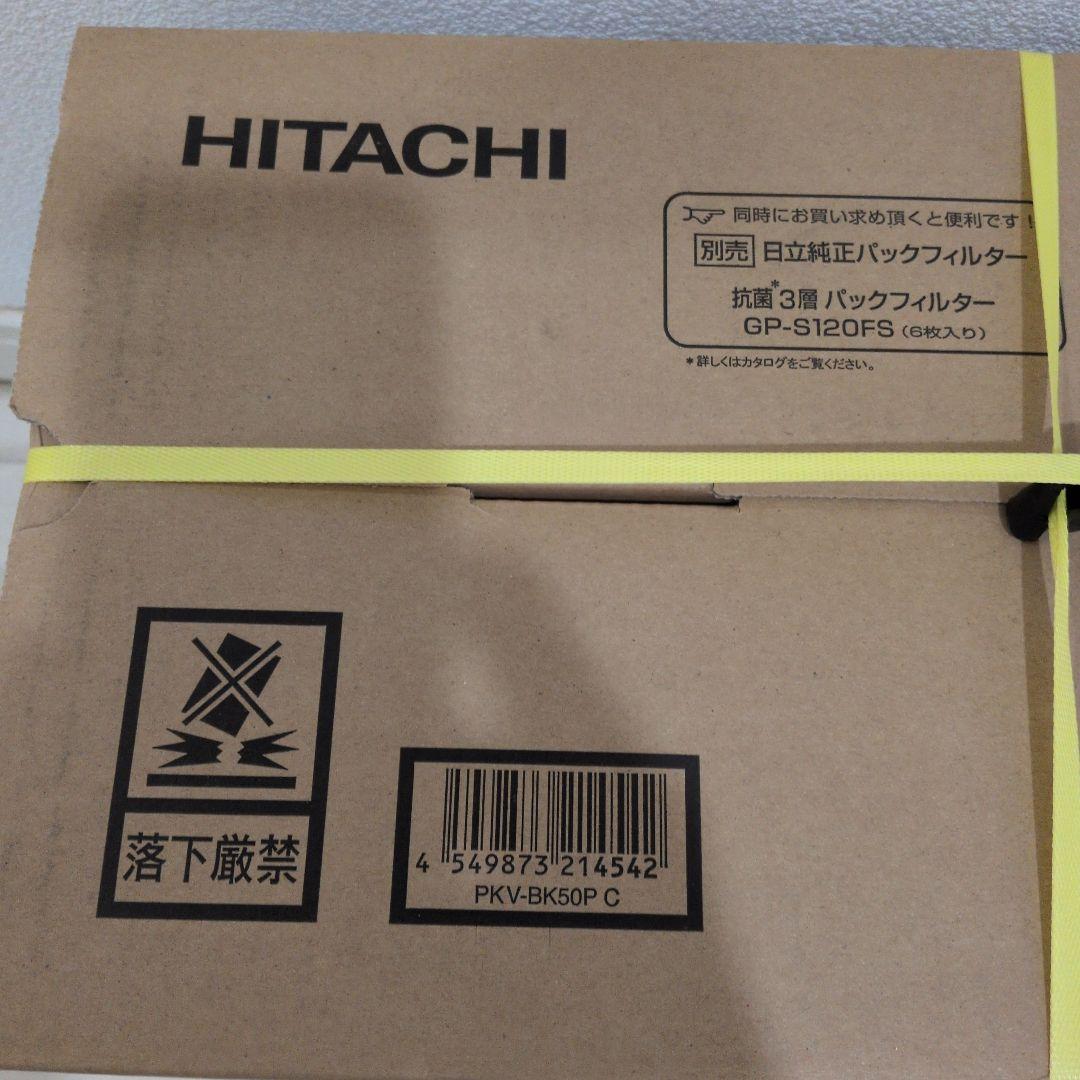 HITACHI
同時にお買い求め頂くと便利です!
別売 日立純正パックフィルター
抗菌*3層 パックフィルター
GP-S120FS (6枚入り)
*詳しくはカタログをご覧ください。
落下厳禁
4 549873 214542
PKV-BK50P C